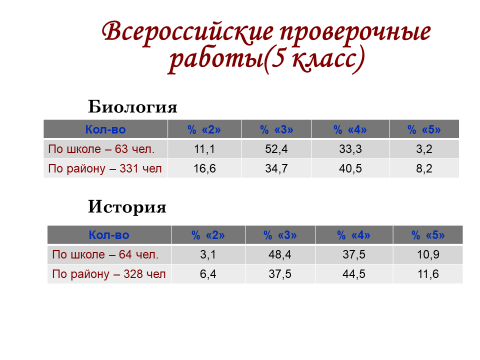 Всероссийские проверочные
работы(5 класс)
Биология
Кол-во % «2» % «3» % «4» % «5»
По школе – 63 чел. 11,1 52,4 33,3 3,2
По району – 331 чел 16,6 34,7 40,5 8,2
История
Кол-во % «2» % «3» % «4» % «5»
По школе – 64 чел. 3,1 48,4 37,5 10,9
По району – 328 чел 6,4 37,5 44,5 11,6